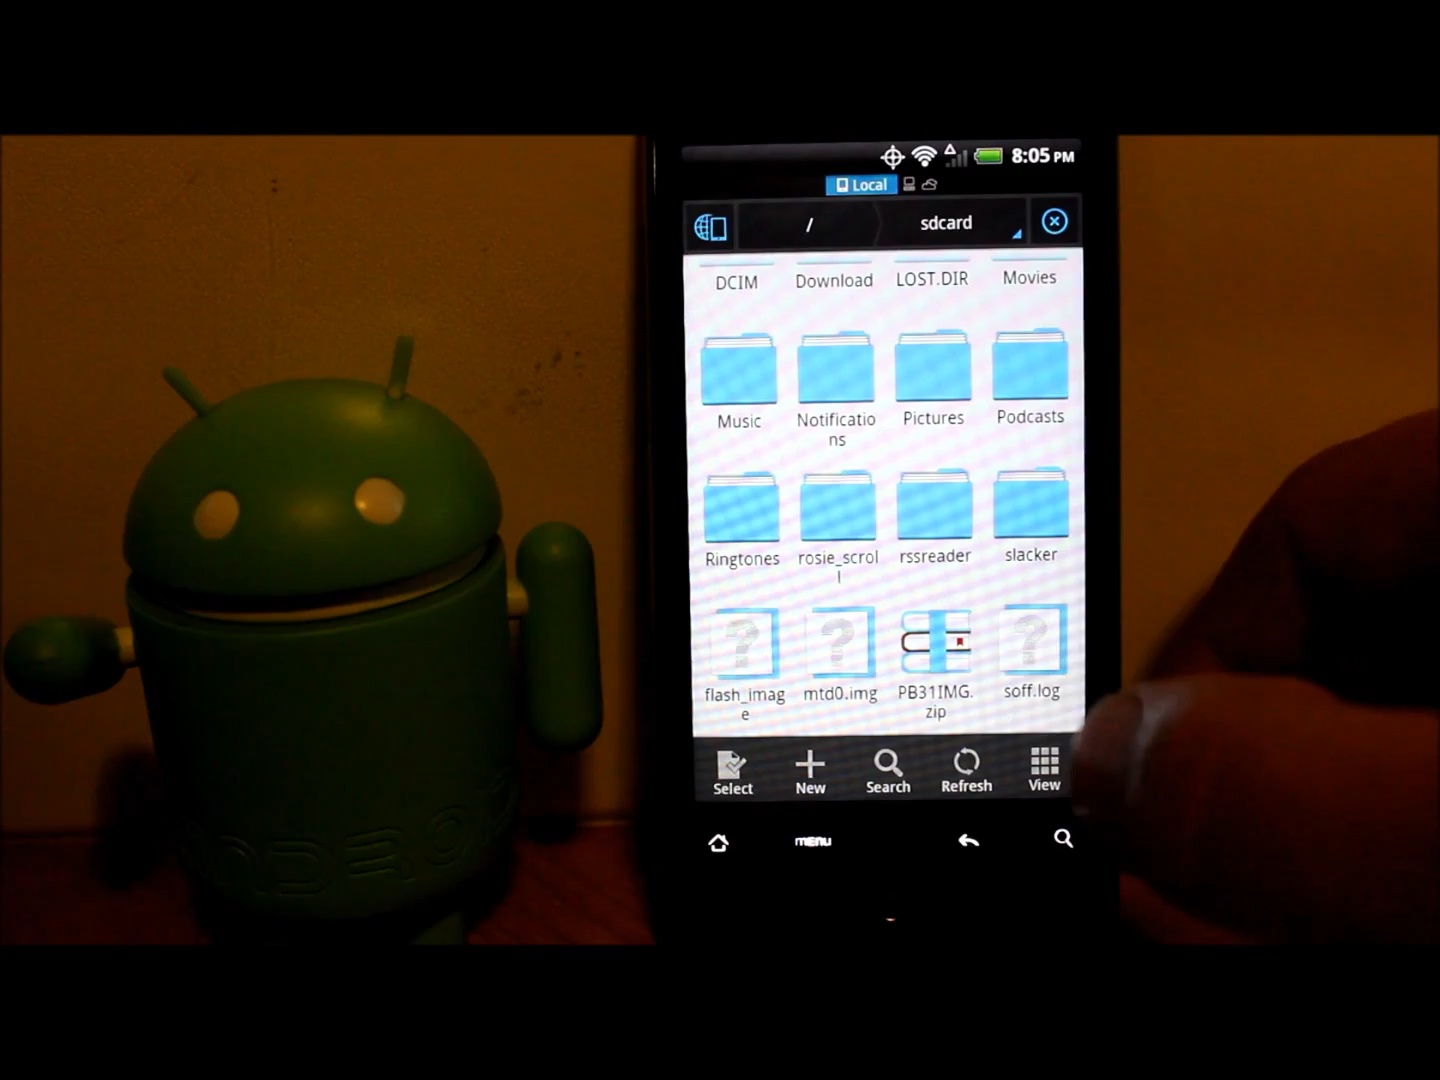 8:05 PM
Local
/ sdcard
DCIM Download LOST.DIR Movies
Music Notificatio Pictures Podcasts
ns
Ringtones rosie_scrol rssreader slacker
l
flash_imag mtd0.img PB31IMG. soff.log
e zip
Select New Search Refresh View
menu
ANDROID